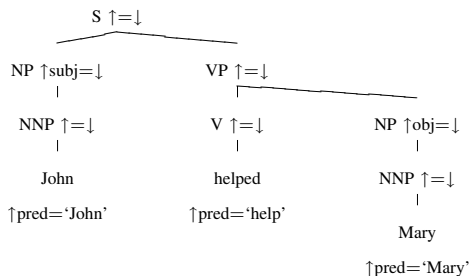 S ↑=↓
NP ↑subj=↓ VP ↑=↓
NNP ↑=↓ V ↑=↓ NP ↑obj=↓
John helped NNP ↑=↓
↑pred=‘John’ ↑pred=‘help’ Mary
↑pred=‘Mary’